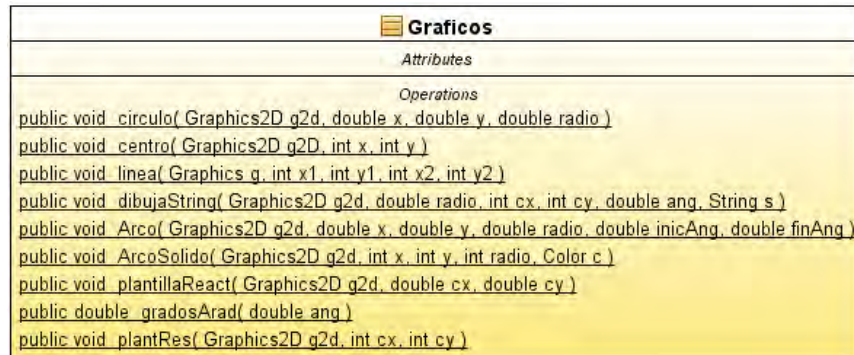 Graficos
Attributes
Operations
public void circulo( Graphics2D g2d, double x, double y, double radio )
public void centro( Graphics2D g2D, int x, int y )
public void linea( Graphics g, int x1, int y1, int x2, int y2 )
public void dibujaString( Graphics2D g2d, double radio, int cx, int cy, double ang, String s )
public void Arco( Graphics2D g2d, double x, double y, double radio, double inicAng, double finAng )
public void ArcoSolido( Graphics2D g2d, int x, int y, int radio, Color c )
public void plantillaReact( Graphics2D g2d, double cx, double cy )
public double gradosArad( double ang )
public void plantRes( Graphics2D g2d, int cx, int cy )